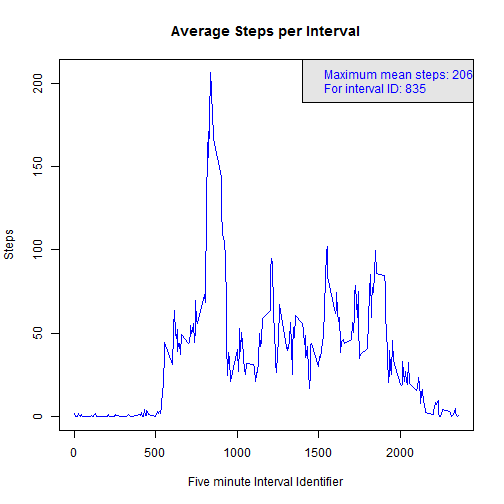 Average Steps per Interval
Maximum mean steps: 206
For interval ID: 835
200
150
100
50
0
Steps
0 500 1000 1500 2000
Five minute Interval Identifier